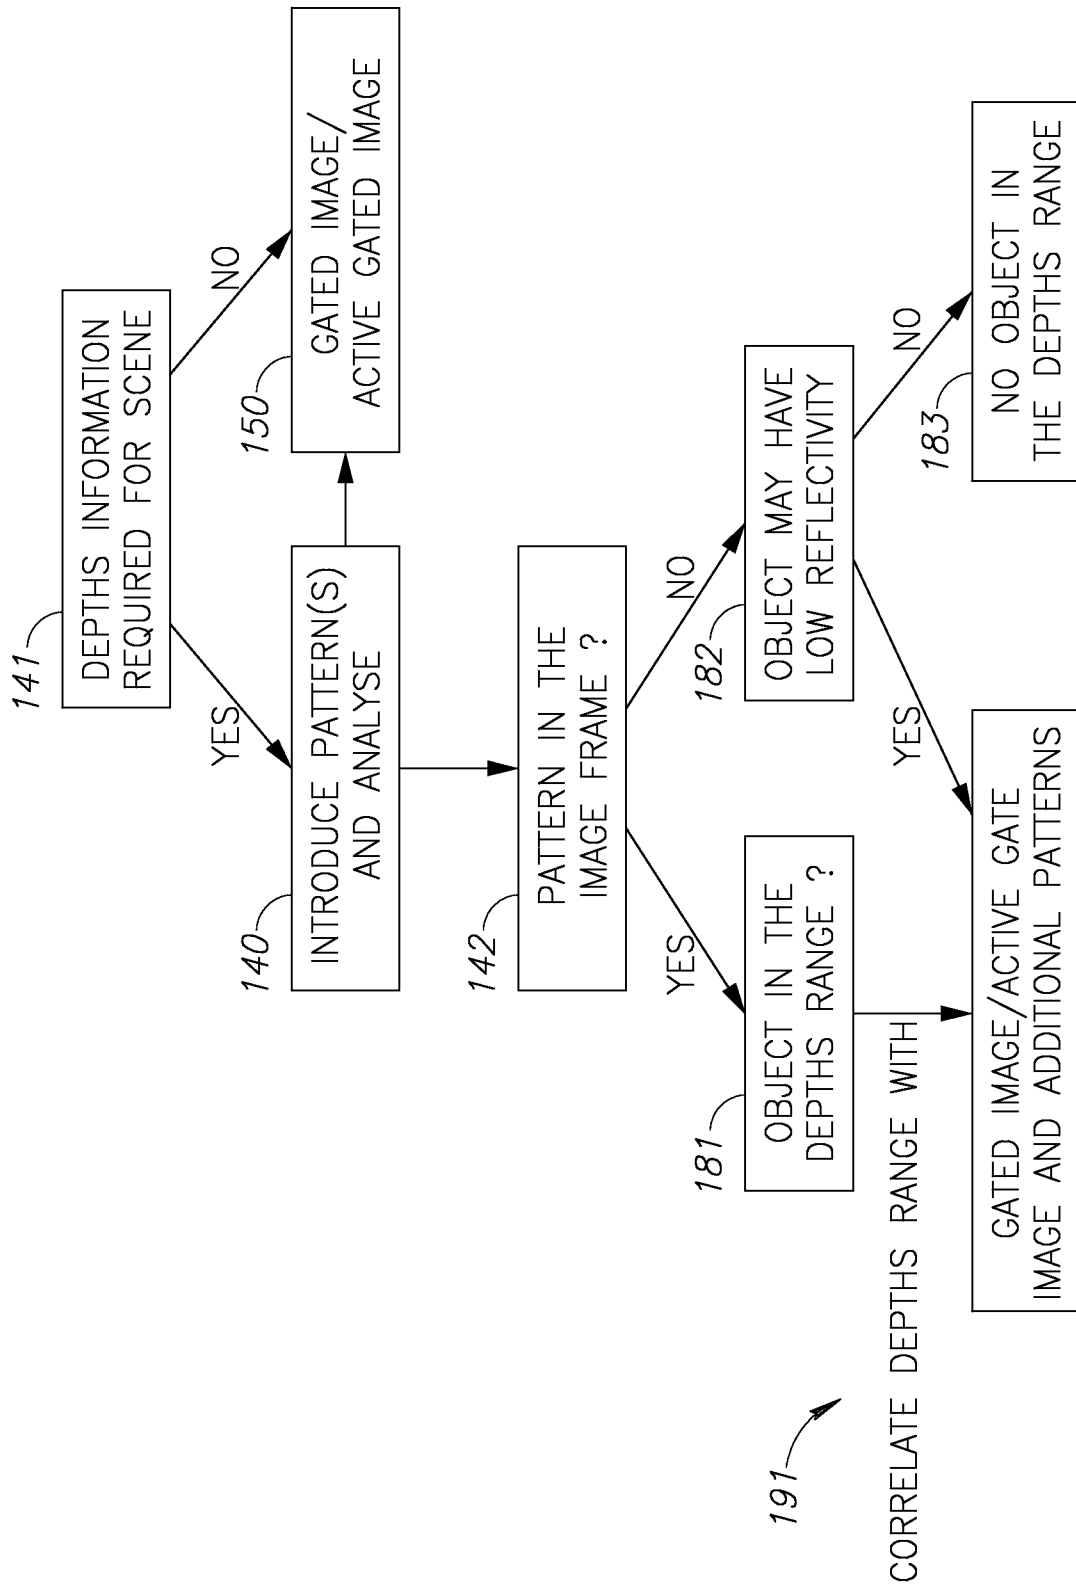 141
DEPTHS INFORMATION
REQUIRED FOR SCENE
YES
NO
140
INTRODUCE PATTERN(S)
AND ANALYSE
150
GATED IMAGE/
ACTIVE GATED IMAGE
142
PATTERN IN THE
IMAGE FRAME ?
YES
NO
181
OBJECT IN THE
DEPTHS RANGE ?
182
OBJECT MAY HAVE
LOW REFLECTIVITY
191
CORRELATE DEPTHS RANGE WITH
YES
NO
GATED IMAGE/ACTIVE GATE
IMAGE AND ADDITIONAL PATTERNS
183
NO OBJECT IN
THE DEPTHS RANGE